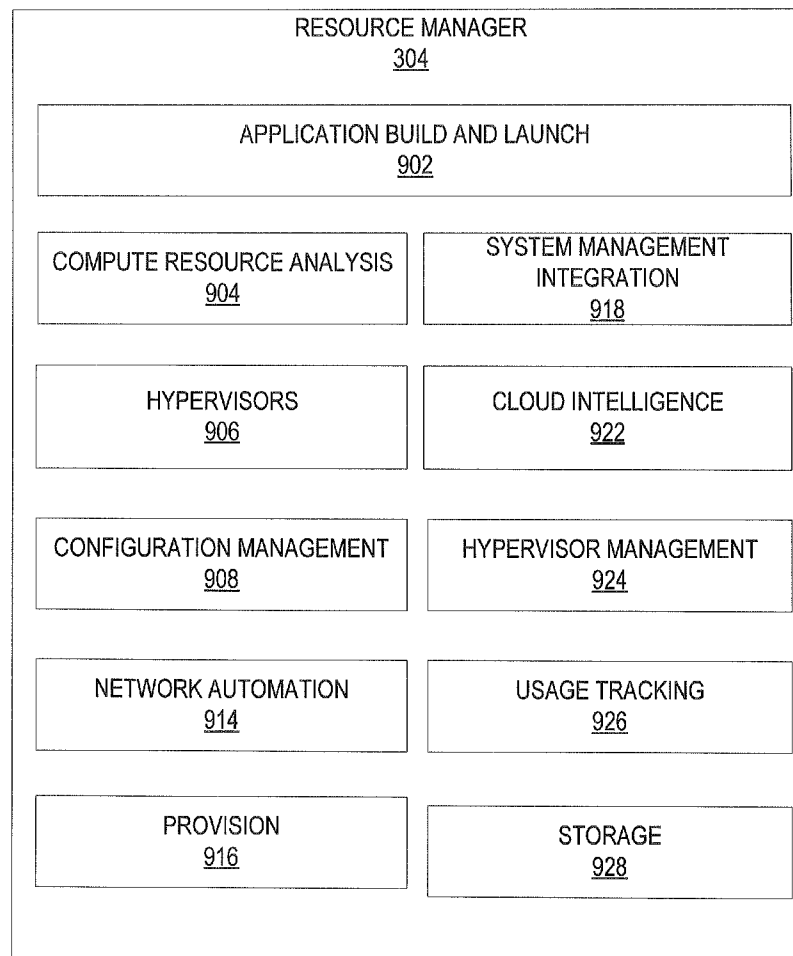 RESOURCE MANAGER
304
APPLICATION BUILD AND LAUNCH
902
COMPUTE RESOURCE ANALYSIS
904
SYSTEM MANAGEMENT
INTEGRATION
918
HYPERVISORS
906
CLOUD INTELLIGENCE
922
CONFIGURATION MANAGEMENT
908
HYPERVISOR MANAGEMENT
924
NETWORK AUTOMATION
914
USAGE TRACKING
926
PROVISION
916
STORAGE
928